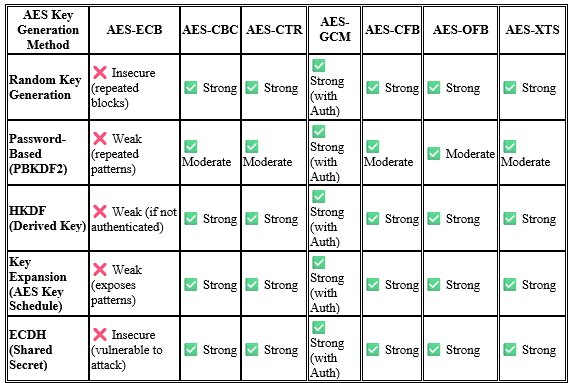 AES Key Generation Method | AES-ECB | AES-CBC | AES-CTR | AES-GCM | AES-CFB | AES-OFB | AES-XTS
Random Key Generation | ❌ Insecure (repeated blocks) | ✅ Strong | ✅ Strong | ✅ Strong (with Auth) | ✅ Strong | ✅ Strong | ✅ Strong
Password-Based (PBKDF2) | ❌ Weak (repeated patterns) | ✅ Moderate | ✅ Moderate | ✅ Strong (with Auth) | ✅ Moderate | ✅ Moderate | ✅ Moderate
HKDF (Derived Key) | ❌ Weak (if not authenticated) | ✅ Strong | ✅ Strong | ✅ Strong (with Auth) | ✅ Strong | ✅ Strong | ✅ Strong
Key Expansion (AES Key Schedule) | ❌ Weak (exposes patterns) | ✅ Strong | ✅ Strong | ✅ Strong (with Auth) | ✅ Strong | ✅ Strong | ✅ Strong
ECDH (Shared Secret) | ❌ Insecure (vulnerable to attack) | ✅ Strong | ✅ Strong | ✅ Strong (with Auth) | ✅ Strong | ✅ Strong | ✅ Strong